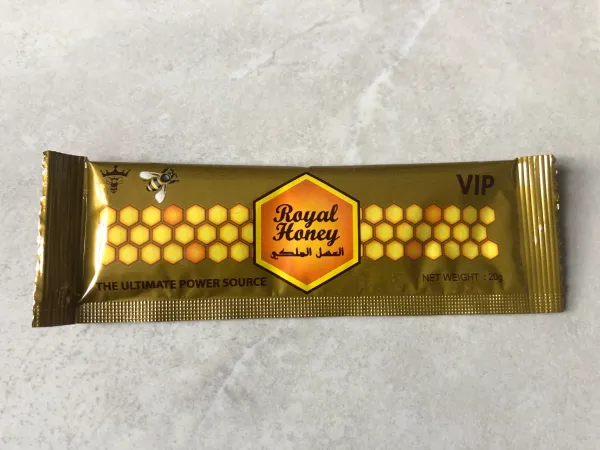 VIP
Royal
Honey
العسل الملكي
THE ULTIMATE POWER SOURCE
NET WEIGHT : 20g